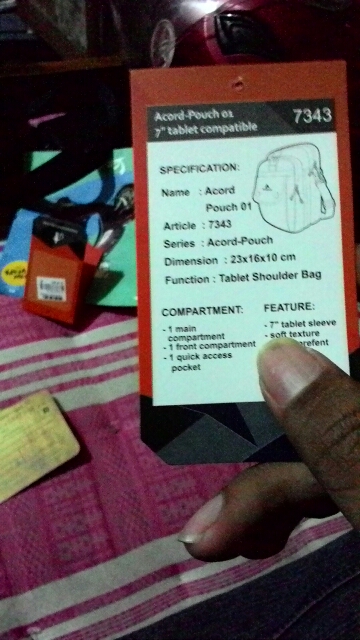 Acord-Pouch 01
7343
7" tablet compatible
SPECIFICATION:
Name : Acord
Pouch 01
Article : 7343
Series : Acord-Pouch
Dimension : 23x16x10 cm
Function : Tablet Shoulder Bag
COMPARTMENT:
- 1 main
compartment
- 1 front compartment
- 1 quick access
pocket
FEATURE:
- 7" tablet sleeve
- soft texture